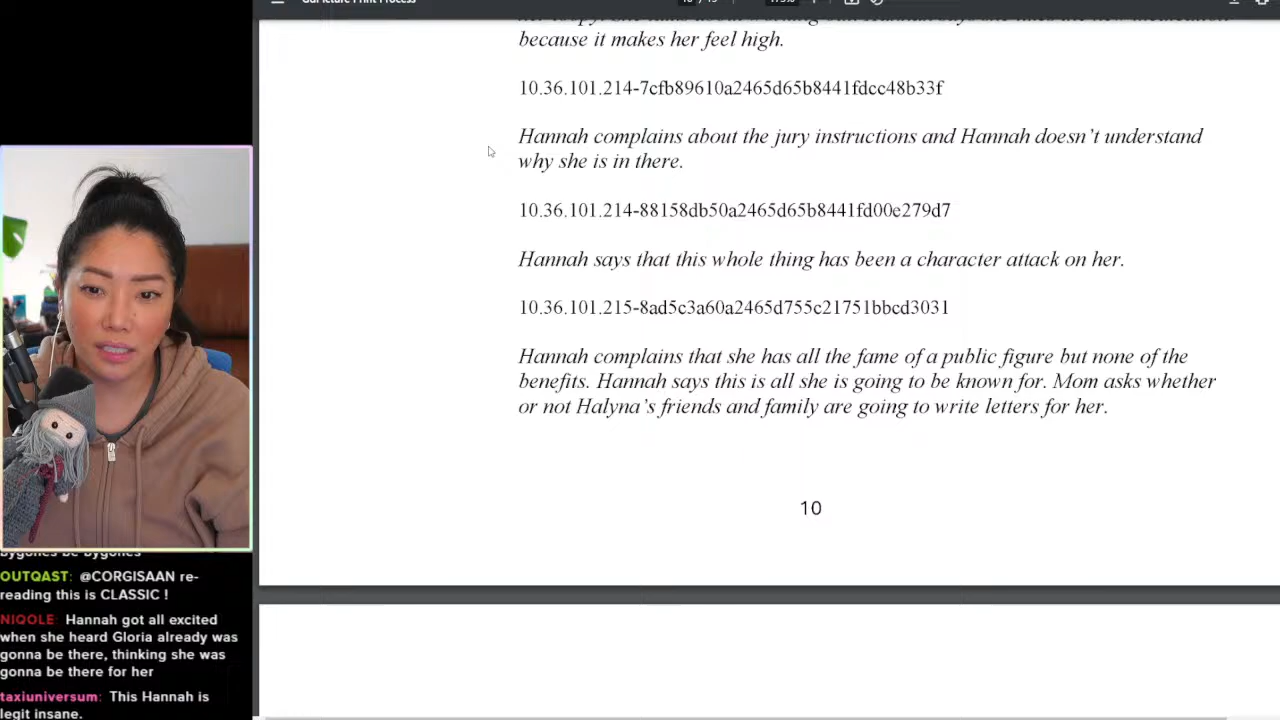 because it makes her feel high.
10.36.101.214-7cfb89610a2465d65b8441fdcc48b33f
Hannah complains about the jury instructions and Hannah doesn’t understand
why she is in there.
10.36.101.214-88158db50a2465d65b8441fd00e279d7
Hannah says that this whole thing has been a character attack on her.
10.36.101.215-8ad5c3a60a2465d755c21751bbcd3031
Hannah complains that she has all the fame of a public figure but none of the
benefits. Hannah says this is all she is going to be known for. Mom asks whether
or not Halyna’s friends and family are going to write letters for her.
10
bygones be bygones
OUTQAST: @CORGISAAN re-
reading this is CLASSIC !
NIQOLE: Hannah got all excited
when she heard Gloria already was
gonna be there, thinking she was
gonna be there for her
taxiuniversum: This Hannah is
legit insane.